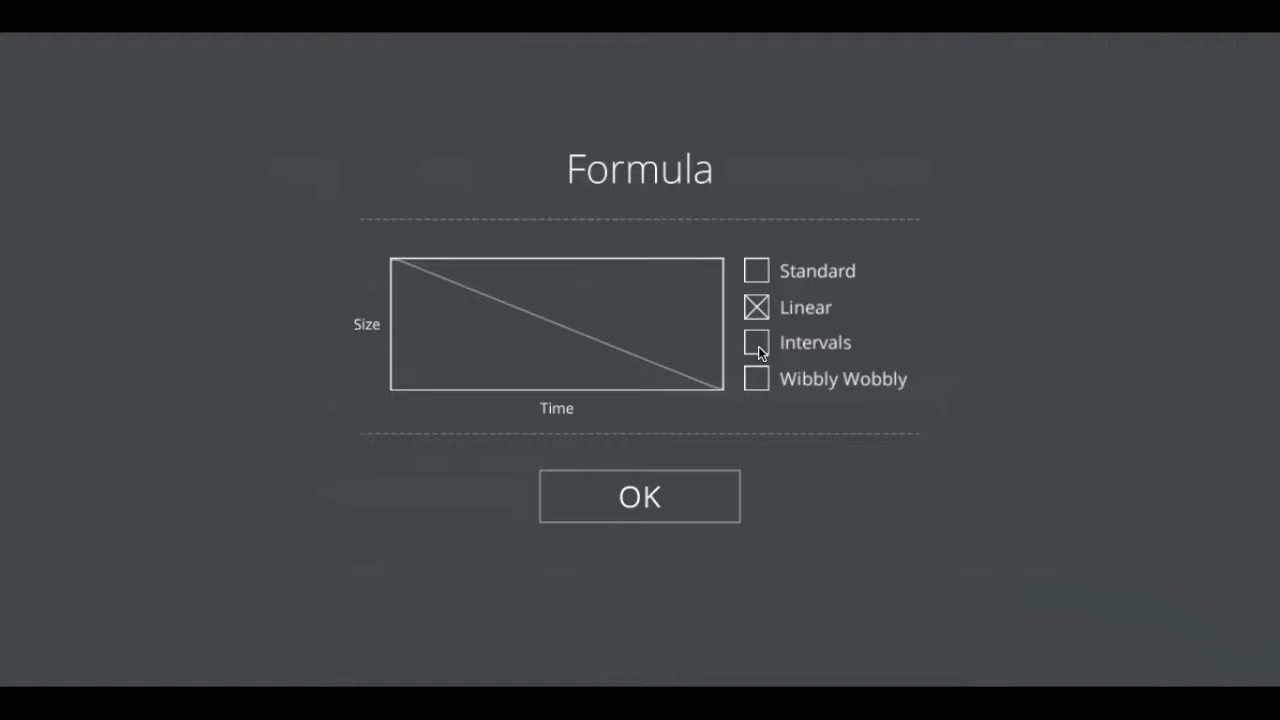 Formula
Standard
Linear
Size
Intervals
Wibbly Wobbly
Time
OK